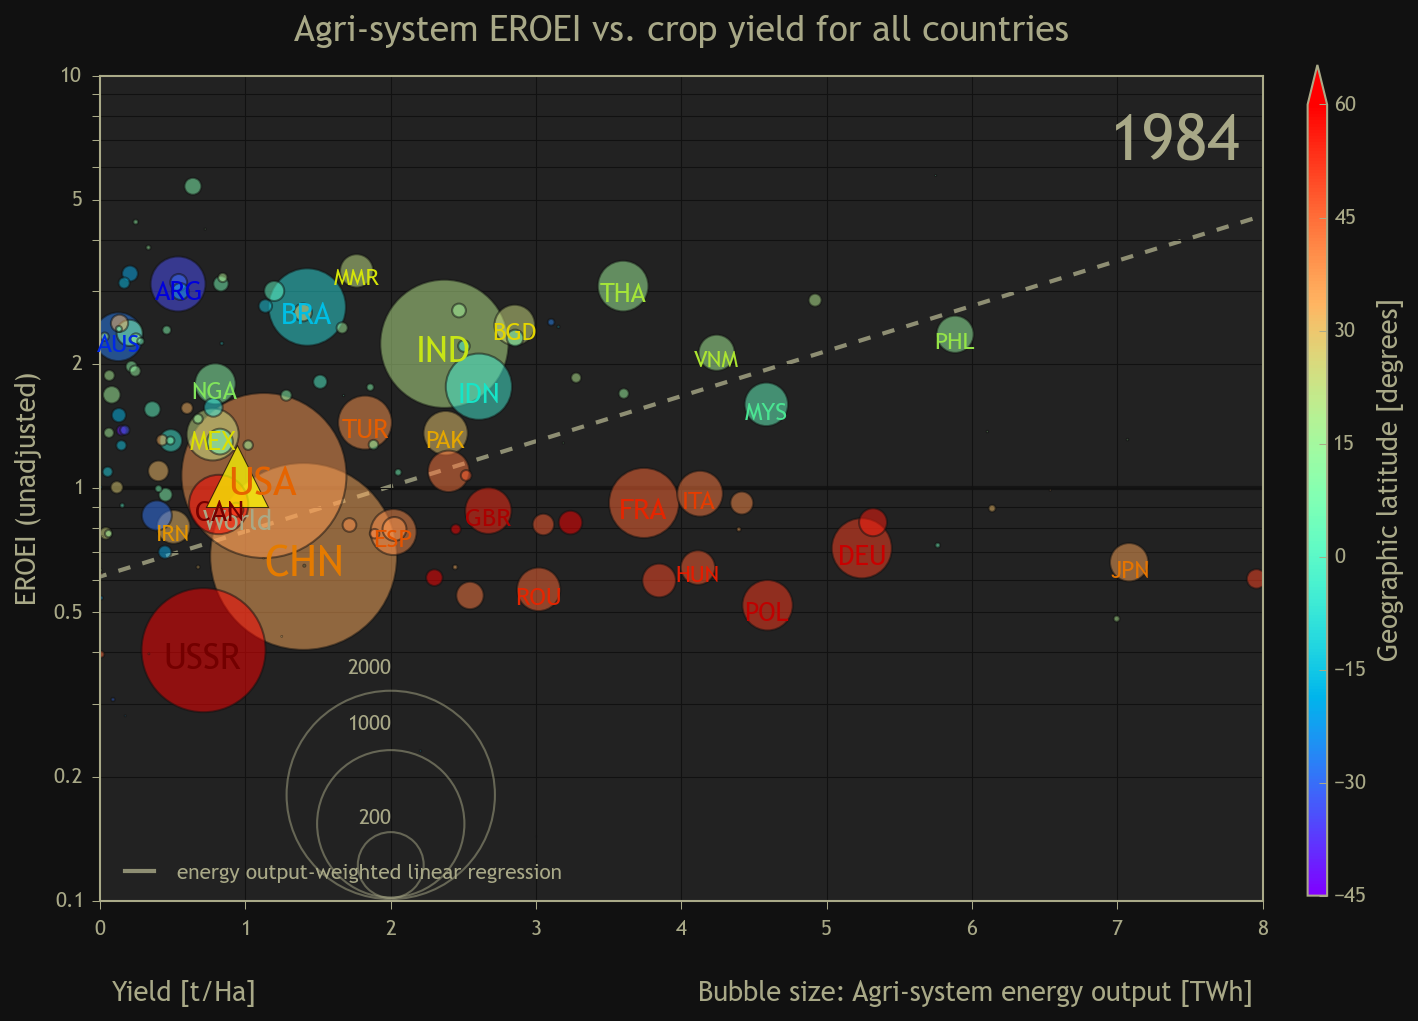 Agri-system EROEI vs. crop yield for all countries
1984
EROEI (unadjusted)
10
5
2
1
0.5
0.2
0.1
MMR
THA
ARG
BRA
AUS
IND
BGD
PHL
VNM
IDN
NGA
MYS
TUR
MEX
PAK
USA
CAN
World
FRA
ITA
GBR
IRN
ESP
CHN
DEU
HUN
JPN
ROU
POL
USSR
2000
1000
200
energy output-weighted linear regression
0 1 2 3 4 5 6 7 8
Yield [t/Ha]
Bubble size: Agri-system energy output [TWh]
60
45
30
15
0
−15
−30
−45
Geographic latitude [degrees]